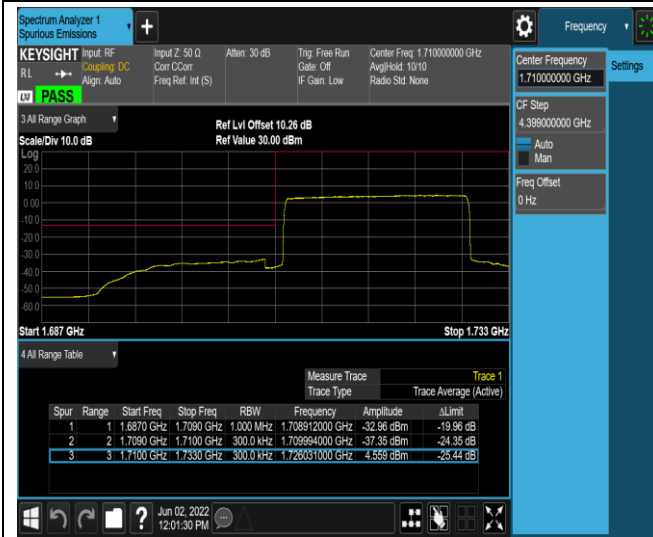 Spectrum Analyzer 1
Spurious Emissions
+
Frequency
KEYSIGHT
RL
Input: RF
Coupling: DC
Align: Auto
Input Z: 50 Ω
Corr CCorr
Freq Ref: Int (S)
Atten: 30 dB
Trig: Free Run
Gate: Off
IF Gain: Low
Center Freq: 1.710000000 GHz
Avg|Hold: 10/10
Radio Std: None
LXI
PASS
Center Frequency
1.710000000 GHz
Settings
CF Step
4.399000000 GHz
Auto
Man
Freq Offset
0 Hz
3 All Range Graph
Scale/Div 10.0 dB
Ref Lvl Offset 10.26 dB
Ref Value 30.00 dBm
Log
20.0
10.0
0.00
-10.0
-20.0
-30.0
-40.0
-50.0
-60.0
Start 1.687 GHz
Stop 1.733 GHz
4 All Range Table
Measure Trace Trace 1
Trace Type Trace Average (Active)
Spur Range Start Freq Stop Freq RBW Frequency Amplitude ΔLimit
1 1 1.6870 GHz 1.7090 GHz 1.000 MHz 1.708912000 GHz -32.96 dBm -19.96 dB
2 2 1.7090 GHz 1.7100 GHz 300.0 kHz 1.709994000 GHz -37.35 dBm -24.35 dB
3 3 1.7100 GHz 1.7330 GHz 300.0 kHz 1.726031000 GHz 4.559 dBm -25.44 dB
?
Jun 02, 2022
12:01:30 PM